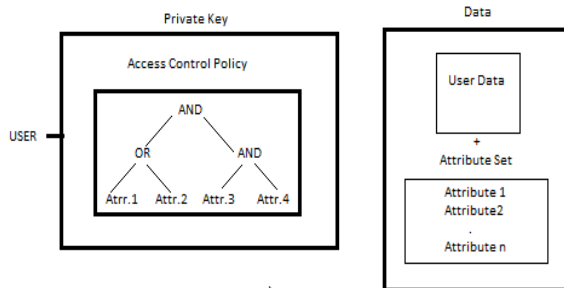 Private Key
Access Control Policy
USER
AND
OR AND
Atrr.1 Attr.2 Attr.3 Attr.4
Data
User Data
+
Attribute Set
Attribute 1
Attribute2
.
Attribute n